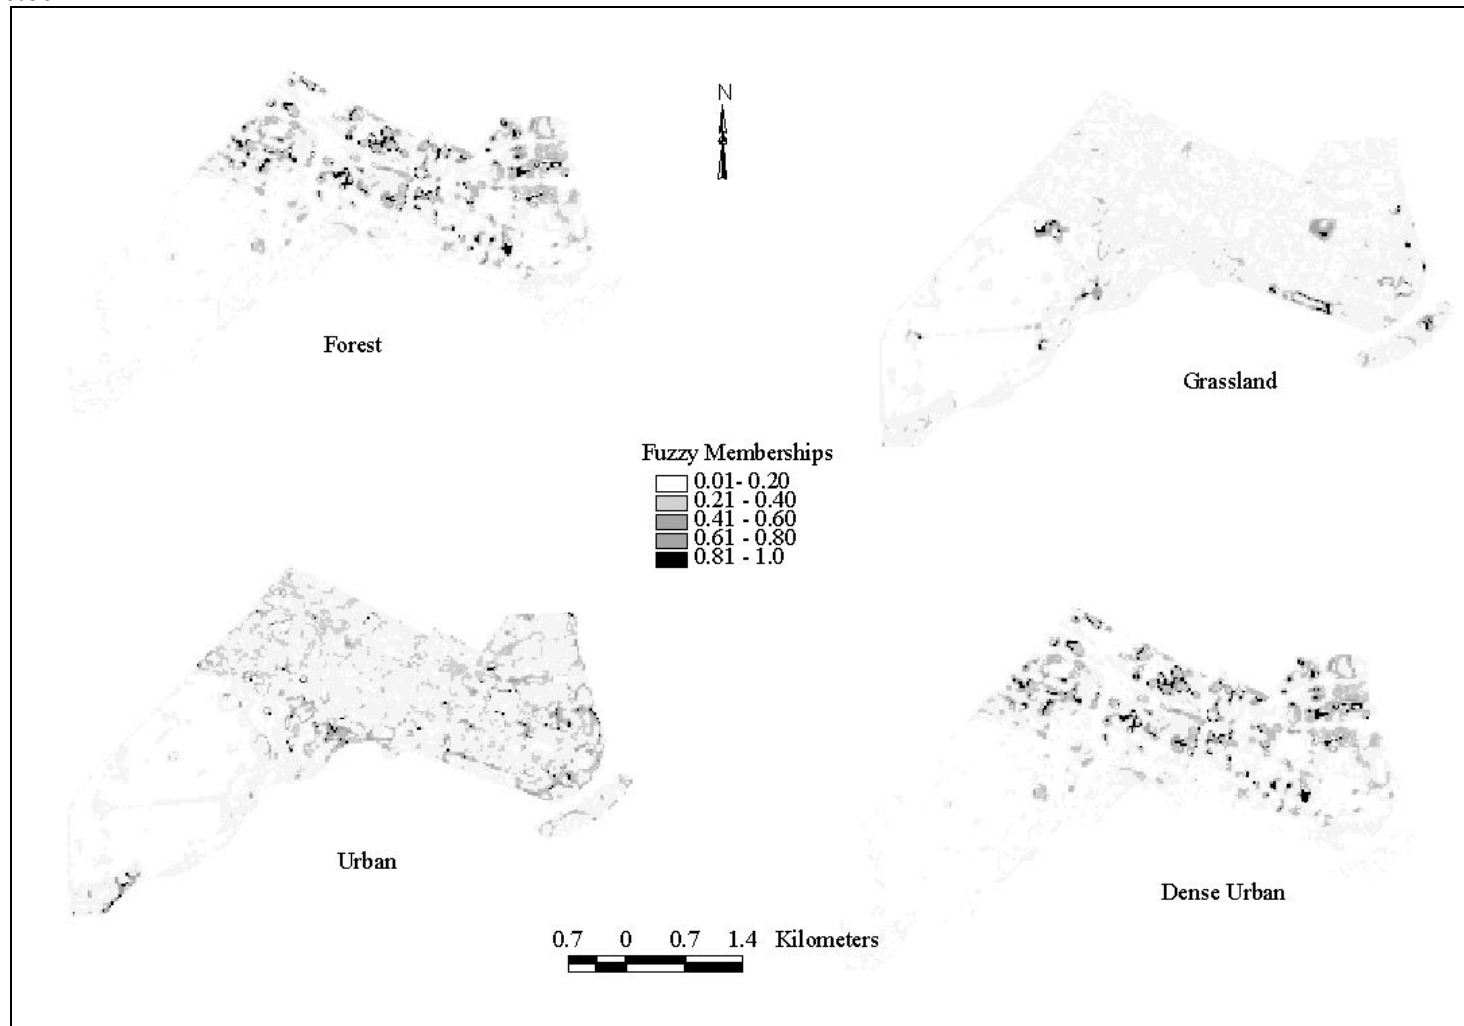 N
Forest
Grassland
Fuzzy Memberships
0.01- 0.20
0.21 - 0.40
0.41 - 0.60
0.61 - 0.80
0.81 - 1.0
Urban
Dense Urban
0.7 0 0.7 1.4 Kilometers